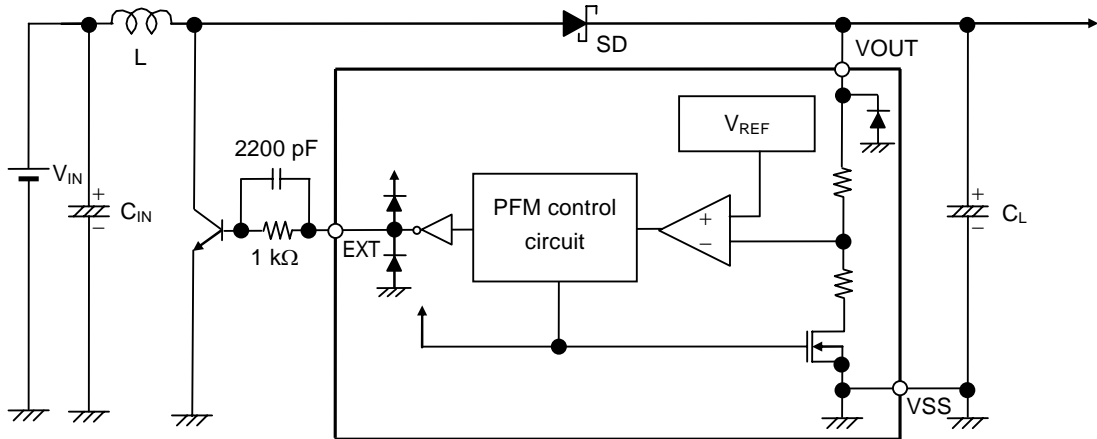 L
SD
VOUT
V_REF
2200 pF
V_IN
+
C_IN
−
1 kΩ
EXT
PFM control
circuit
+
−
+
C_L
−
VSS